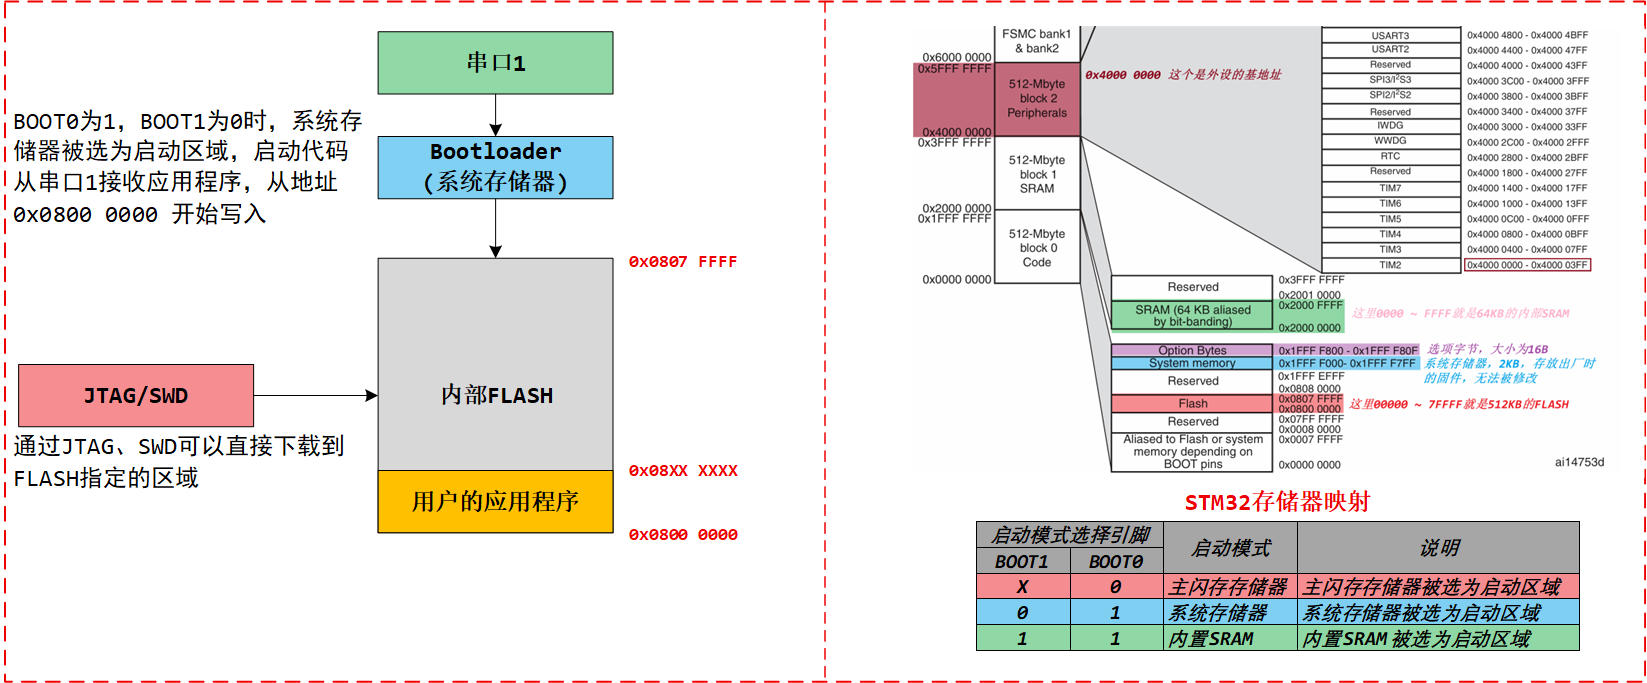 串口1
BOOT0为1，BOOT1为0时，系统存
储器被选为启动区域，启动代码
从串口1接收应用程序，从地址
0x0800 0000 开始写入
Bootloader
(系统存储器)
0x0807 FFFF
JTAG/SWD
内部FLASH
通过JTAG、SWD可以直接下载到
FLASH指定的区域
0x08XX XXXX
用户的应用程序
0x0800 0000
FSMC bank1
& bank2
0x6000 0000
0x5FFF FFFF
512-Mbyte
block 2
Peripherals
0x4000 0000 这个是外设的基地址
0x4000 0000
0x3FFF FFFF
512-Mbyte
block 1
SRAM
0x2000 0000
0x1FFF FFFF
512-Mbyte
block 0
Code
0x0000 0000
USART3 0x4000 4800 - 0x4000 4BFF
USART2 0x4000 4400 - 0x4000 47FF
Reserved 0x4000 4000 - 0x4000 43FF
SPI3/I²S3 0x4000 3C00 - 0x4000 3FFF
SPI2/I²S2 0x4000 3800 - 0x4000 3BFF
Reserved 0x4000 3400 - 0x4000 37FF
IWDG 0x4000 3000 - 0x4000 33FF
WWDG 0x4000 2C00 - 0x4000 2FFF
RTC 0x4000 2800 - 0x4000 2BFF
Reserved 0x4000 1800 - 0x4000 27FF
TIM7 0x4000 1400 - 0x4000 17FF
TIM6 0x4000 1000 - 0x4000 13FF
TIM5 0x4000 0C00 - 0x4000 0FFF
TIM4 0x4000 0800 - 0x4000 0BFF
TIM3 0x4000 0400 - 0x4000 07FF
TIM2 0x4000 0000 - 0x4000 03FF
0x3FFF FFFF
Reserved
0x2001 0000
0x2000 FFFF
SRAM (64 KB aliased
by bit-banding)
这里0000 ~ FFFF就是64KB的内部SRAM
0x2000 0000
Option Bytes 0x1FFF F800 - 0x1FFF F80F 选项字节，大小为16B
System memory 0x1FFF F000- 0x1FFF F7FF 系统存储器，2KB，存放出厂时
的固件，无法被修改
0x1FFF EFFF
Reserved
0x0808 0000
0x0807 FFFF
Flash 这里00000 ~ 7FFFF就是512KB的FLASH
0x0800 0000
0x07FF FFFF
Reserved
0x0008 0000
0x0007 FFFF
Aliased to Flash or system
memory depending on
BOOT pins
0x0000 0000
ai14753d
STM32存储器映射
启动模式选择引脚 启动模式 说明
BOOT1 BOOT0
X 0 主闪存存储器 主闪存存储器被选为启动区域
0 1 系统存储器 系统存储器被选为启动区域
1 1 内置SRAM 内置SRAM被选为启动区域